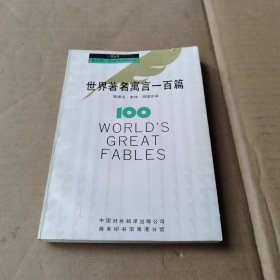 世界著名寓言一百篇
100
WORLD'S
GREAT
FABLES
中国对外翻译出版公司
商务印书馆香港分馆